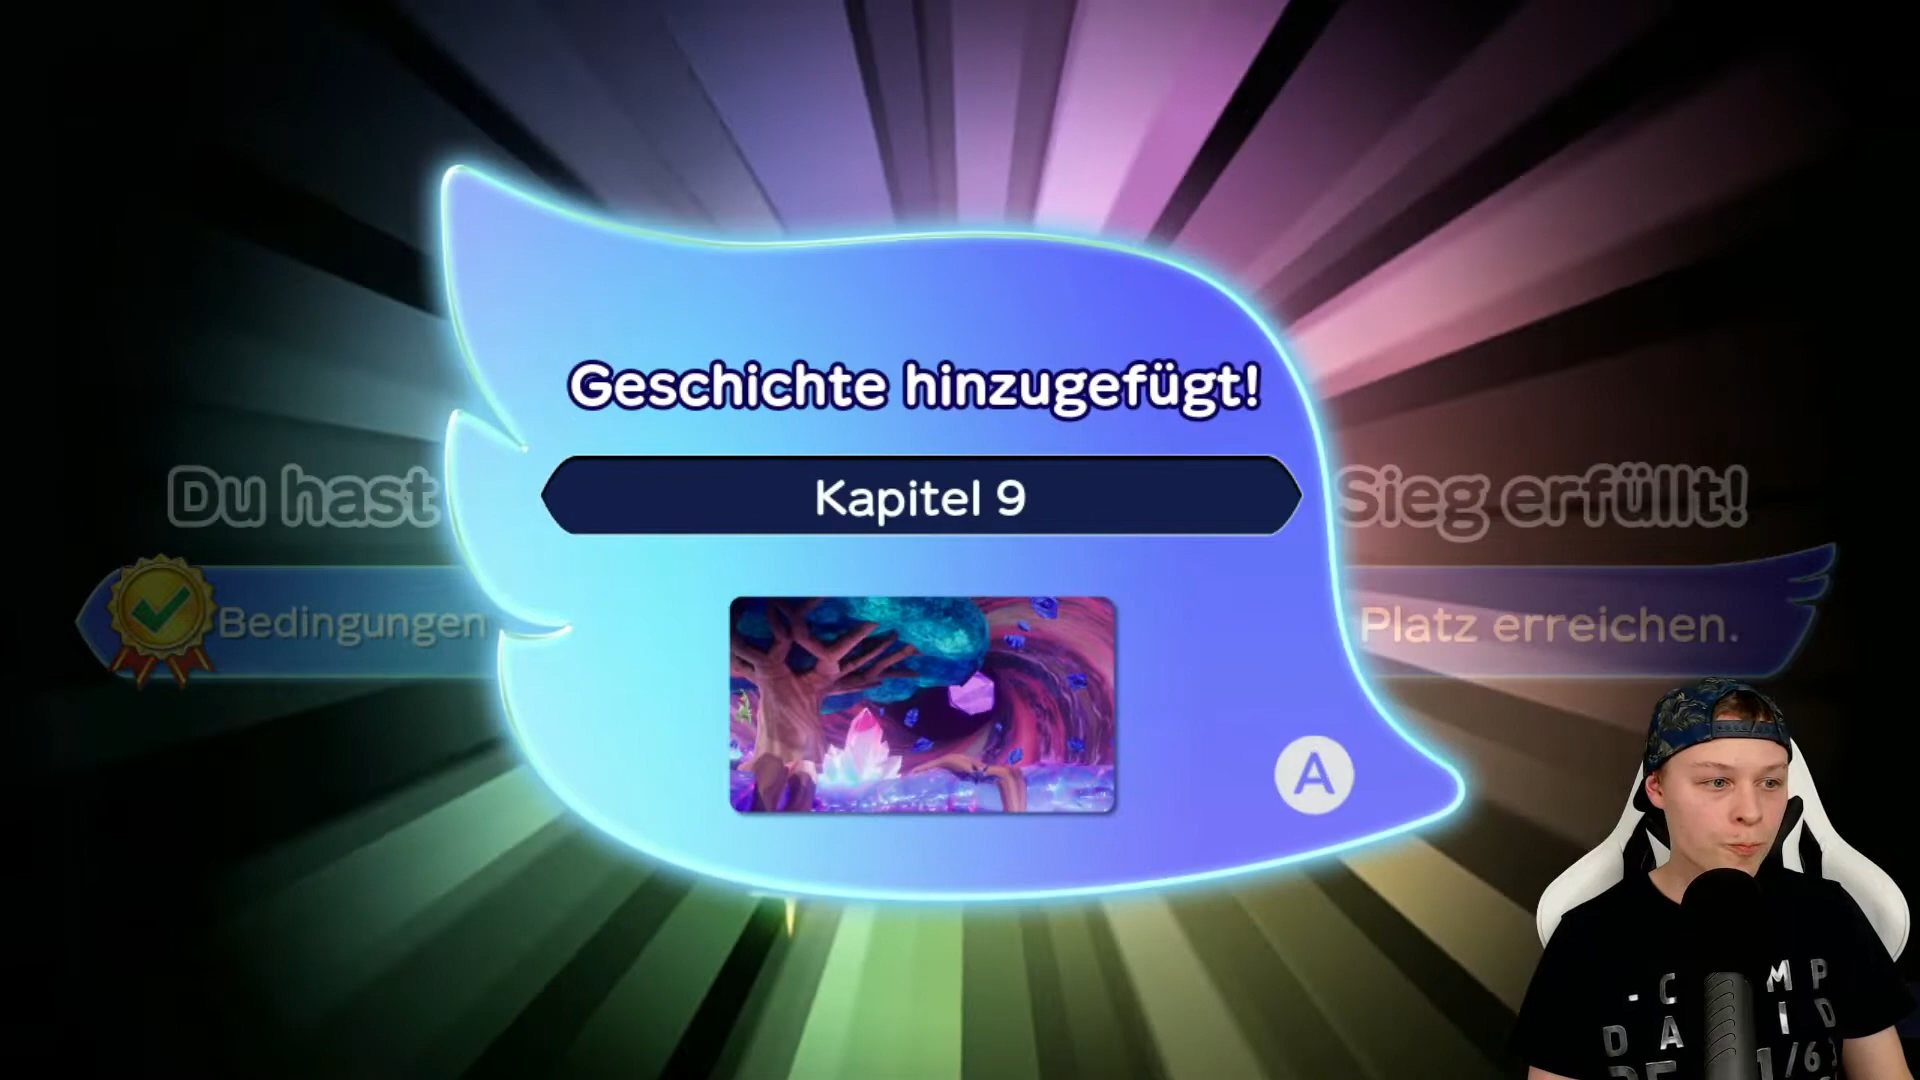 Geschichte hinzugefügt!
Kapitel 9
Du hast
Sieg erfüllt!
Bedingungen
Platz erreichen.
A